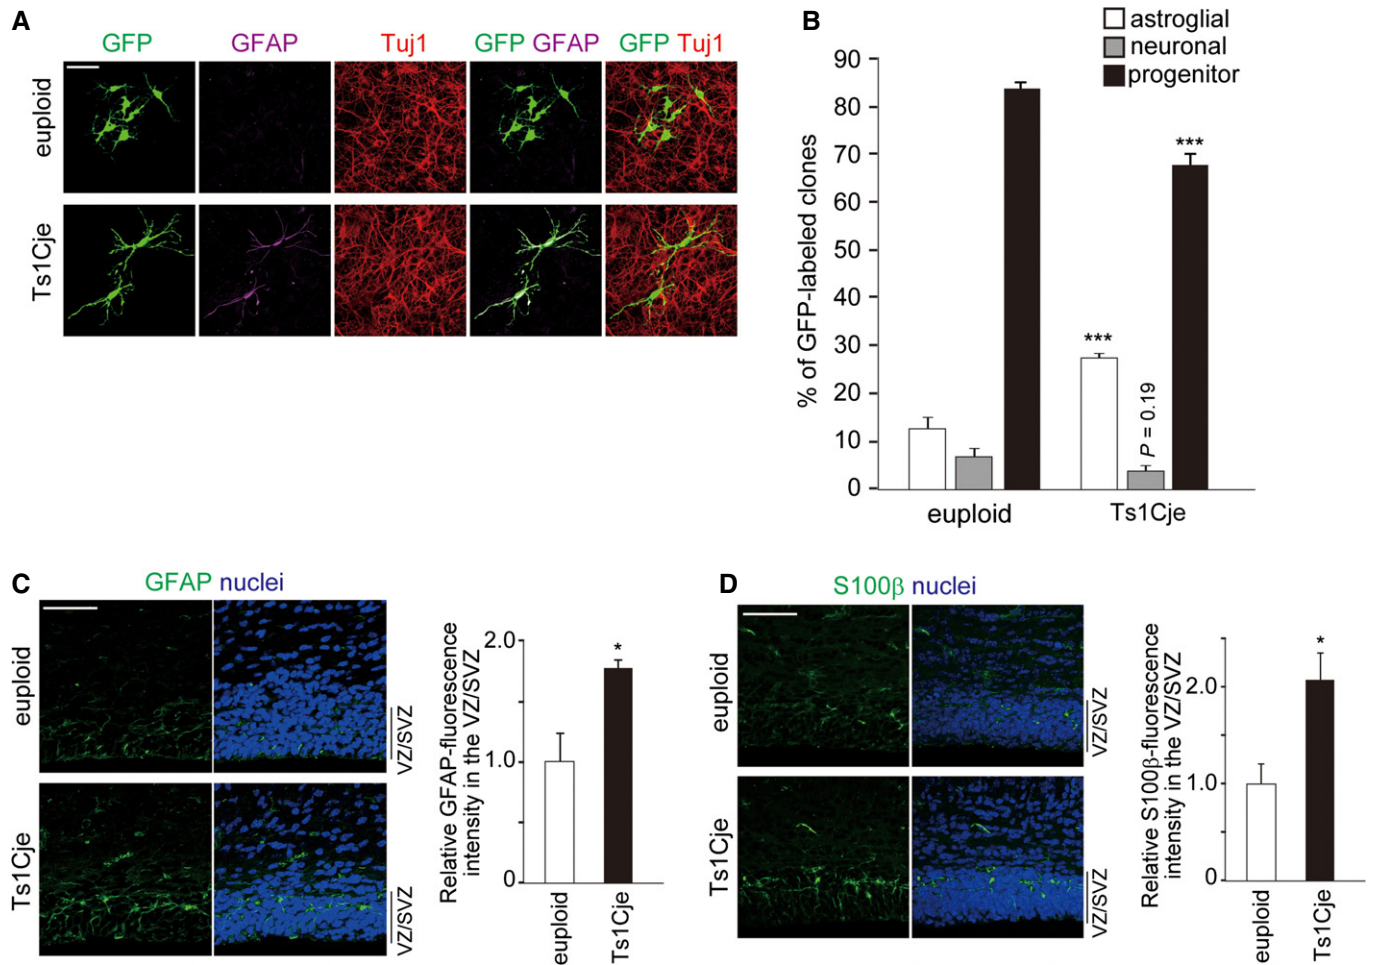 A
GFP GFAP Tuj1 GFP GFAP GFP Tuj1
euploid
Ts1Cje
B
astroglial
neuronal
progenitor
% of GFP-labeled clones
90
80
70
60
50
40
30
20
10
0
***
P = 0.19
***
euploid Ts1Cje
C
GFAP nuclei
euploid
VZ/SVZ
Ts1Cje
VZ/SVZ
Relative GFAP-fluorescence
intensity in the VZ/SVZ
2.0
1.0
0
*
euploid
Ts1Cje
D
S100β nuclei
euploid
VZ/SVZ
Ts1Cje
VZ/SVZ
Relative S100β-fluorescence
intensity in the VZ/SVZ
2.0
1.0
0
*
euploid
Ts1Cje